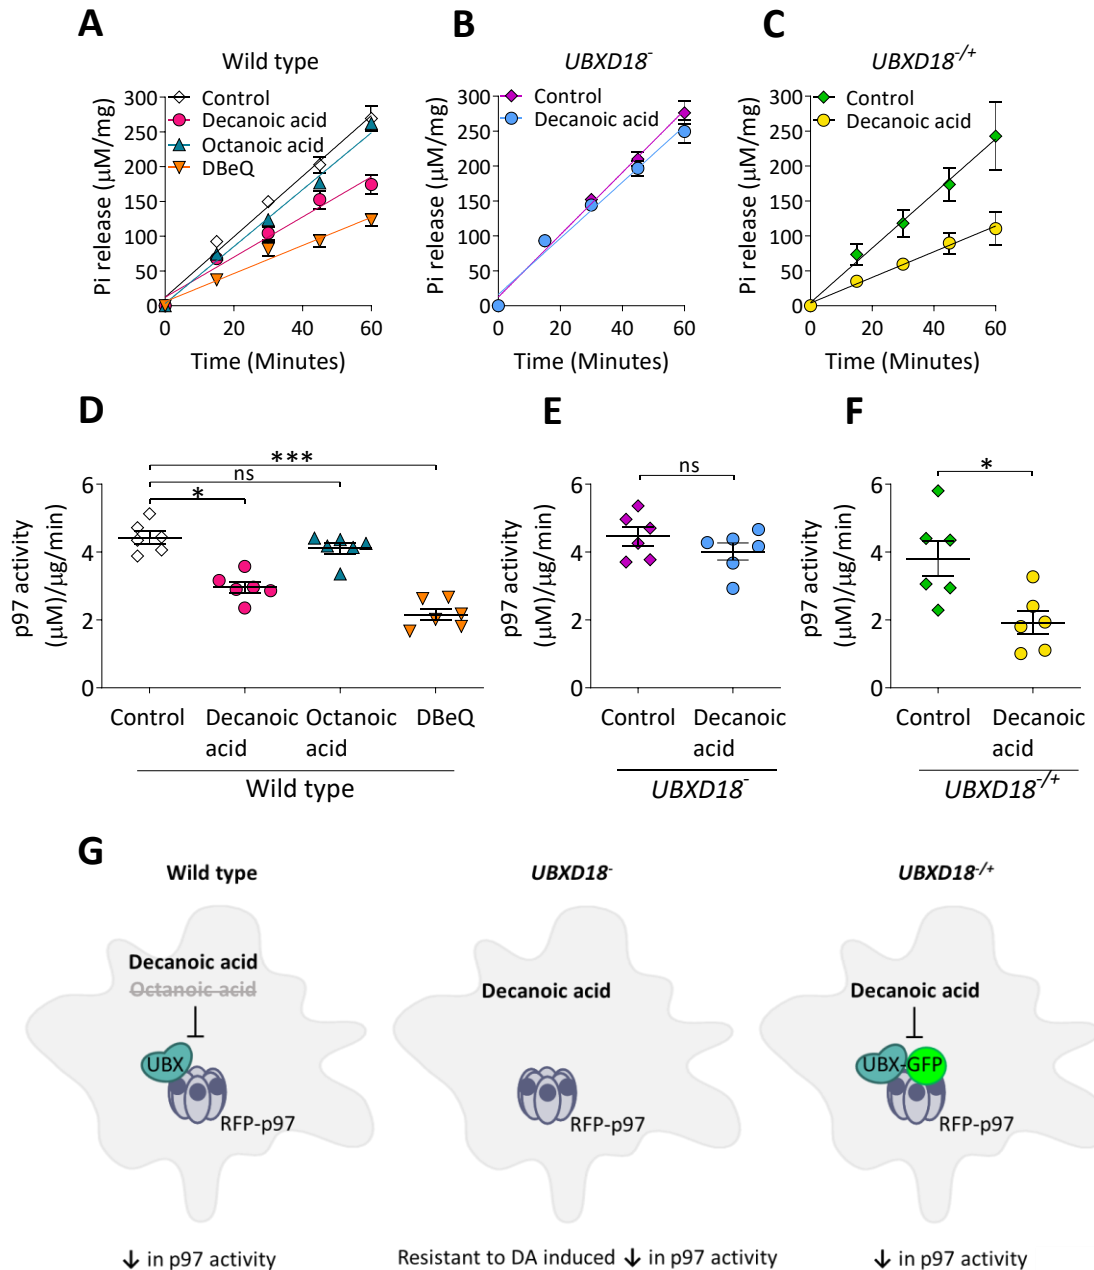 A
B
C
Wild type
UBXD18-
UBXD18-/+
Control
Decanoic acid
Octanoic acid
DBeQ
Control
Decanoic acid
Control
Decanoic acid
Pi release (µM/mg)
300
250
200
150
100
50
0
0 20 40 60
Time (Minutes)
Pi release (µM/mg)
300
250
200
150
100
50
0
0 20 40 60
Time (Minutes)
Pi release (µM/mg)
300
250
200
150
100
50
0
0 20 40 60
Time (Minutes)
D
E
F
p97 activity
(µM)/µg/min)
6
4
2
0
***
ns
*
Control Decanoic Octanoic DBeQ
acid acid
Wild type
p97 activity
(µM)/µg/min)
6
4
2
0
ns
Control Decanoic
acid
UBXD18-
p97 activity
(µM)/µg/min)
6
4
2
0
*
Control Decanoic
acid
UBXD18-/+
G
Wild type
UBXD18-
UBXD18-/+
Decanoic acid
Octanoic acid
UBX
RFP-p97
Decanoic acid
RFP-p97
Decanoic acid
UBX-GFP
RFP-p97
↓ in p97 activity
Resistant to DA induced ↓ in p97 activity
↓ in p97 activity